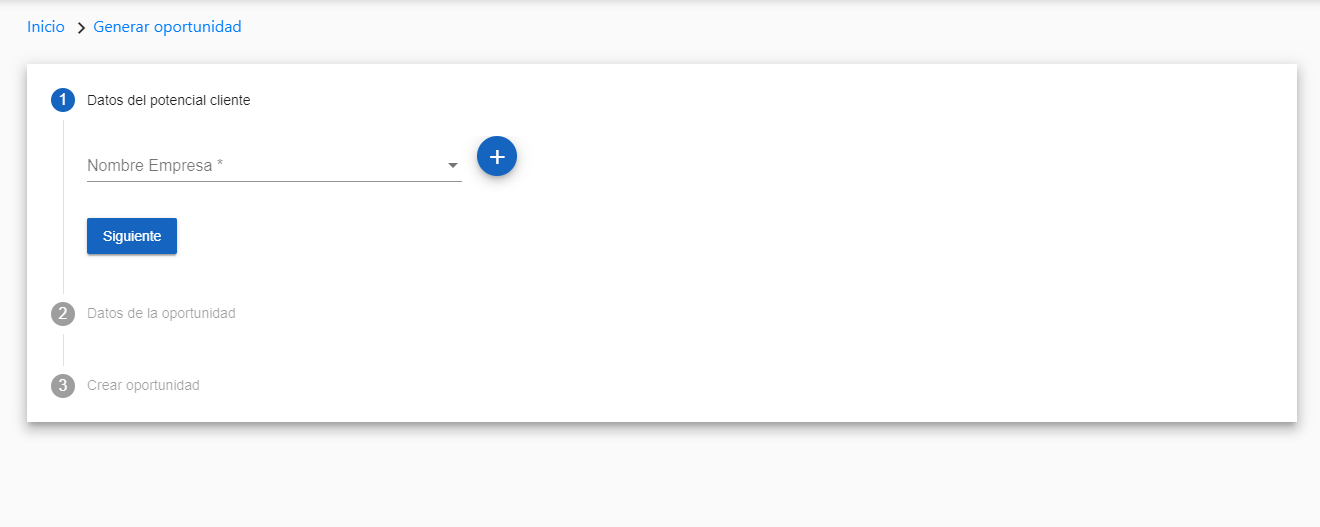 Inicio > Generar oportunidad
1 Datos del potencial cliente
Nombre Empresa *
+
Siguiente
2 Datos de la oportunidad
3 Crear oportunidad